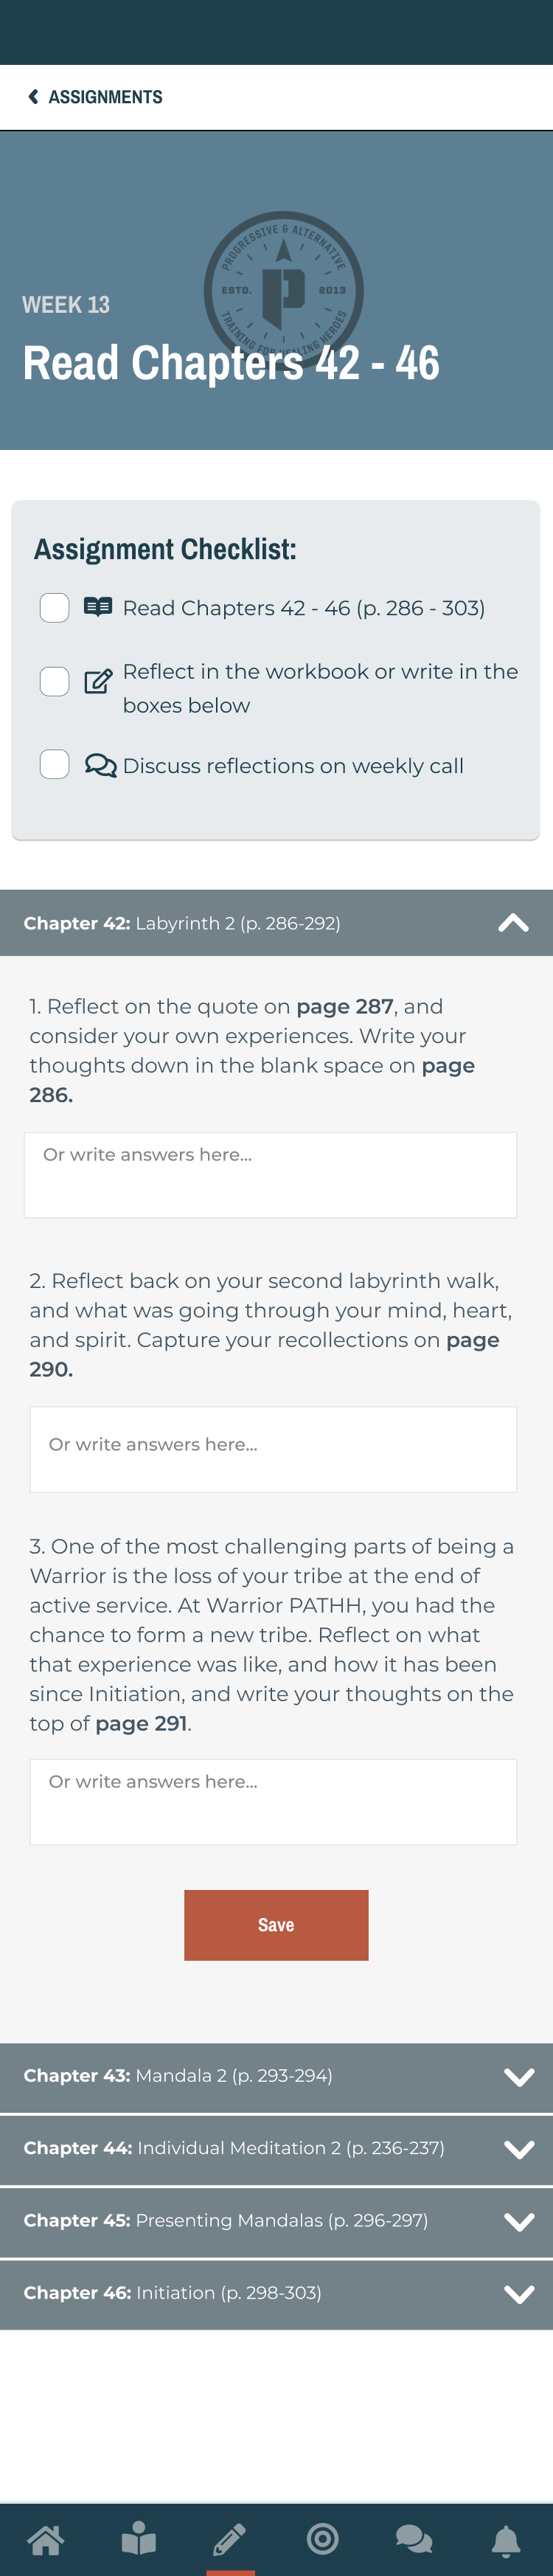 ASSIGNMENTS
PROGRESSIVE & ALTERNATIVE
ESTD. 2013
TRAINING FOR HEALING HEROES
WEEK 13
Read Chapters 42 - 46
Assignment Checklist:
Read Chapters 42 - 46 (p. 286 - 303)
Reflect in the workbook or write in the
boxes below
Discuss reflections on weekly call
Chapter 42: Labyrinth 2 (p. 286-292)
1. Reflect on the quote on page 287, and
consider your own experiences. Write your
thoughts down in the blank space on page
286.
Or write answers here...
2. Reflect back on your second labyrinth walk,
and what was going through your mind, heart,
and spirit. Capture your recollections on page
290.
Or write answers here...
3. One of the most challenging parts of being a
Warrior is the loss of your tribe at the end of
active service. At Warrior PATHH, you had the
chance to form a new tribe. Reflect on what
that experience was like, and how it has been
since Initiation, and write your thoughts on the
top of page 291.
Or write answers here...
Save
Chapter 43: Mandala 2 (p. 293-294)
Chapter 44: Individual Meditation 2 (p. 236-237)
Chapter 45: Presenting Mandalas (p. 296-297)
Chapter 46: Initiation (p. 298-303)